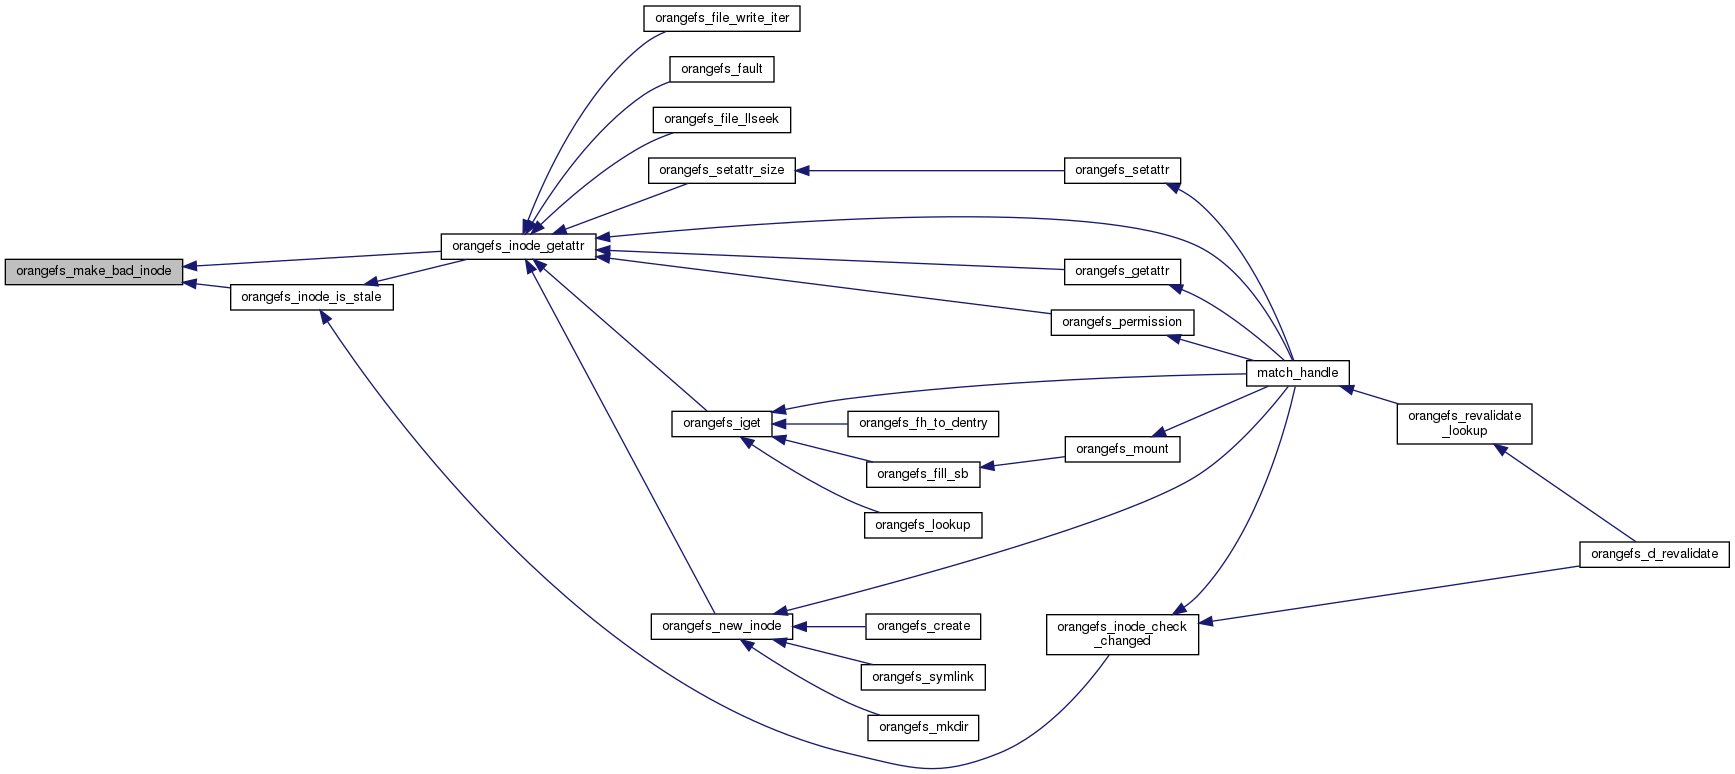 orangefs_file_write_iter
orangefs_fault
orangefs_file_llseek
orangefs_setattr_size
orangefs_setattr
orangefs_inode_getattr
orangefs_make_bad_inode
orangefs_getattr
orangefs_inode_is_stale
orangefs_permission
match_handle
orangefs_iget
orangefs_fh_to_dentry
orangefs_revalidate
_lookup
orangefs_mount
orangefs_fill_sb
orangefs_lookup
orangefs_d_revalidate
orangefs_new_inode
orangefs_create
orangefs_inode_check
_changed
orangefs_symlink
orangefs_mkdir